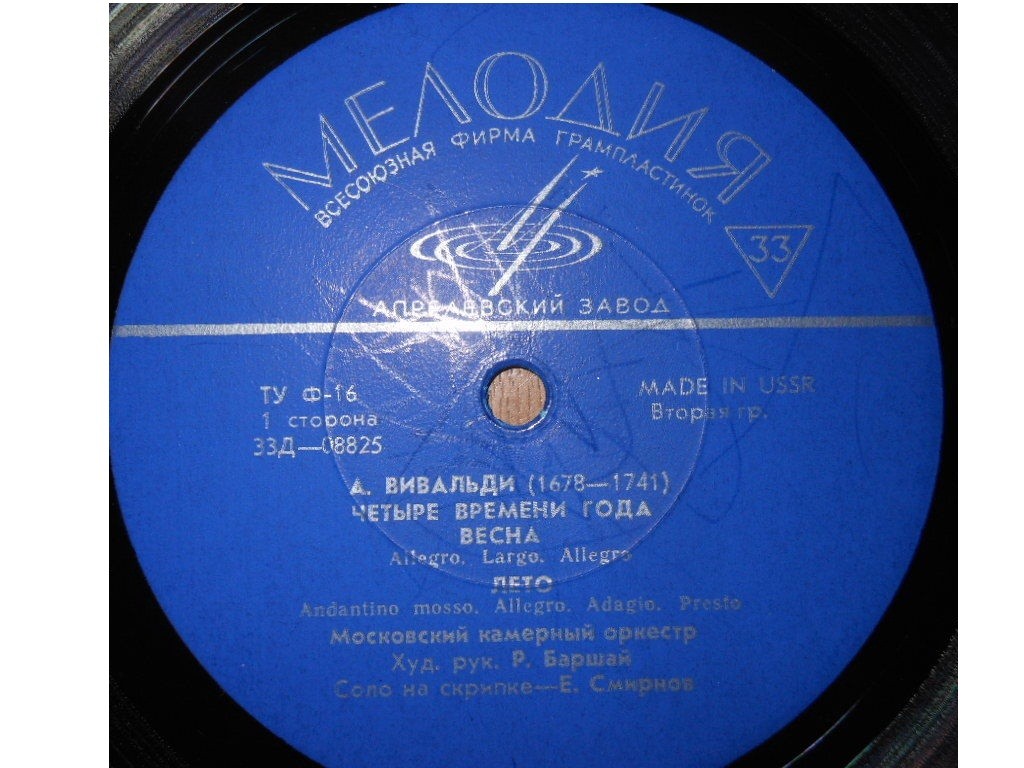 МЕЛОДИЯ
ВСЕСОЮЗНАЯ ФИРМА ГРАМПЛАСТИНОК
33
АПРЕЛЕВСКИЙ ЗАВОД
ТУ Ф-16
1 сторона
33Д—08825
MADE IN USSR
Вторая гр.
А. ВИВАЛЬДИ (1678—1741)
ЧЕТЫРЕ ВРЕМЕНИ ГОДА
ВЕСНА
Allegro. Largo. Allegro
ЛЕТО
Andantino mosso. Allegro. Adagio. Presto
Московский камерный оркестр
Худ. рук. Р. Баршай
Соло на скрипке—Е. Смирнов